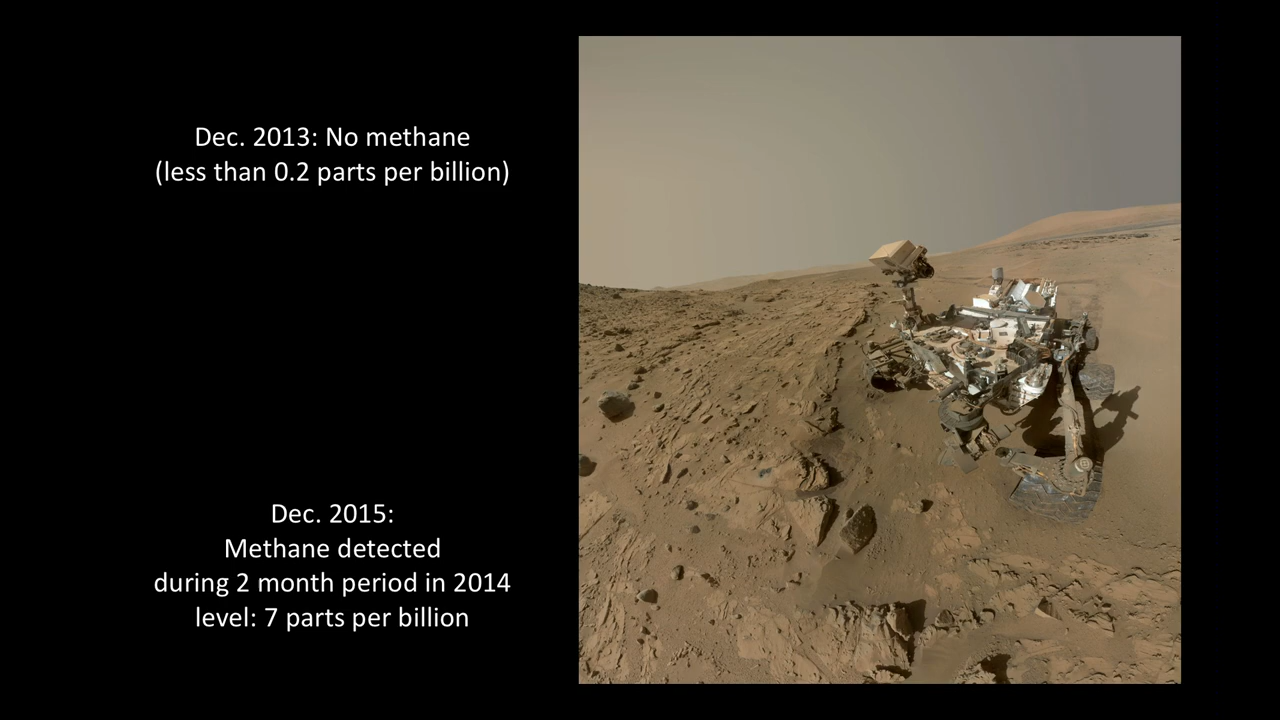 Dec. 2013: No methane
(less than 0.2 parts per billion)
Dec. 2015:
Methane detected
during 2 month period in 2014
level: 7 parts per billion